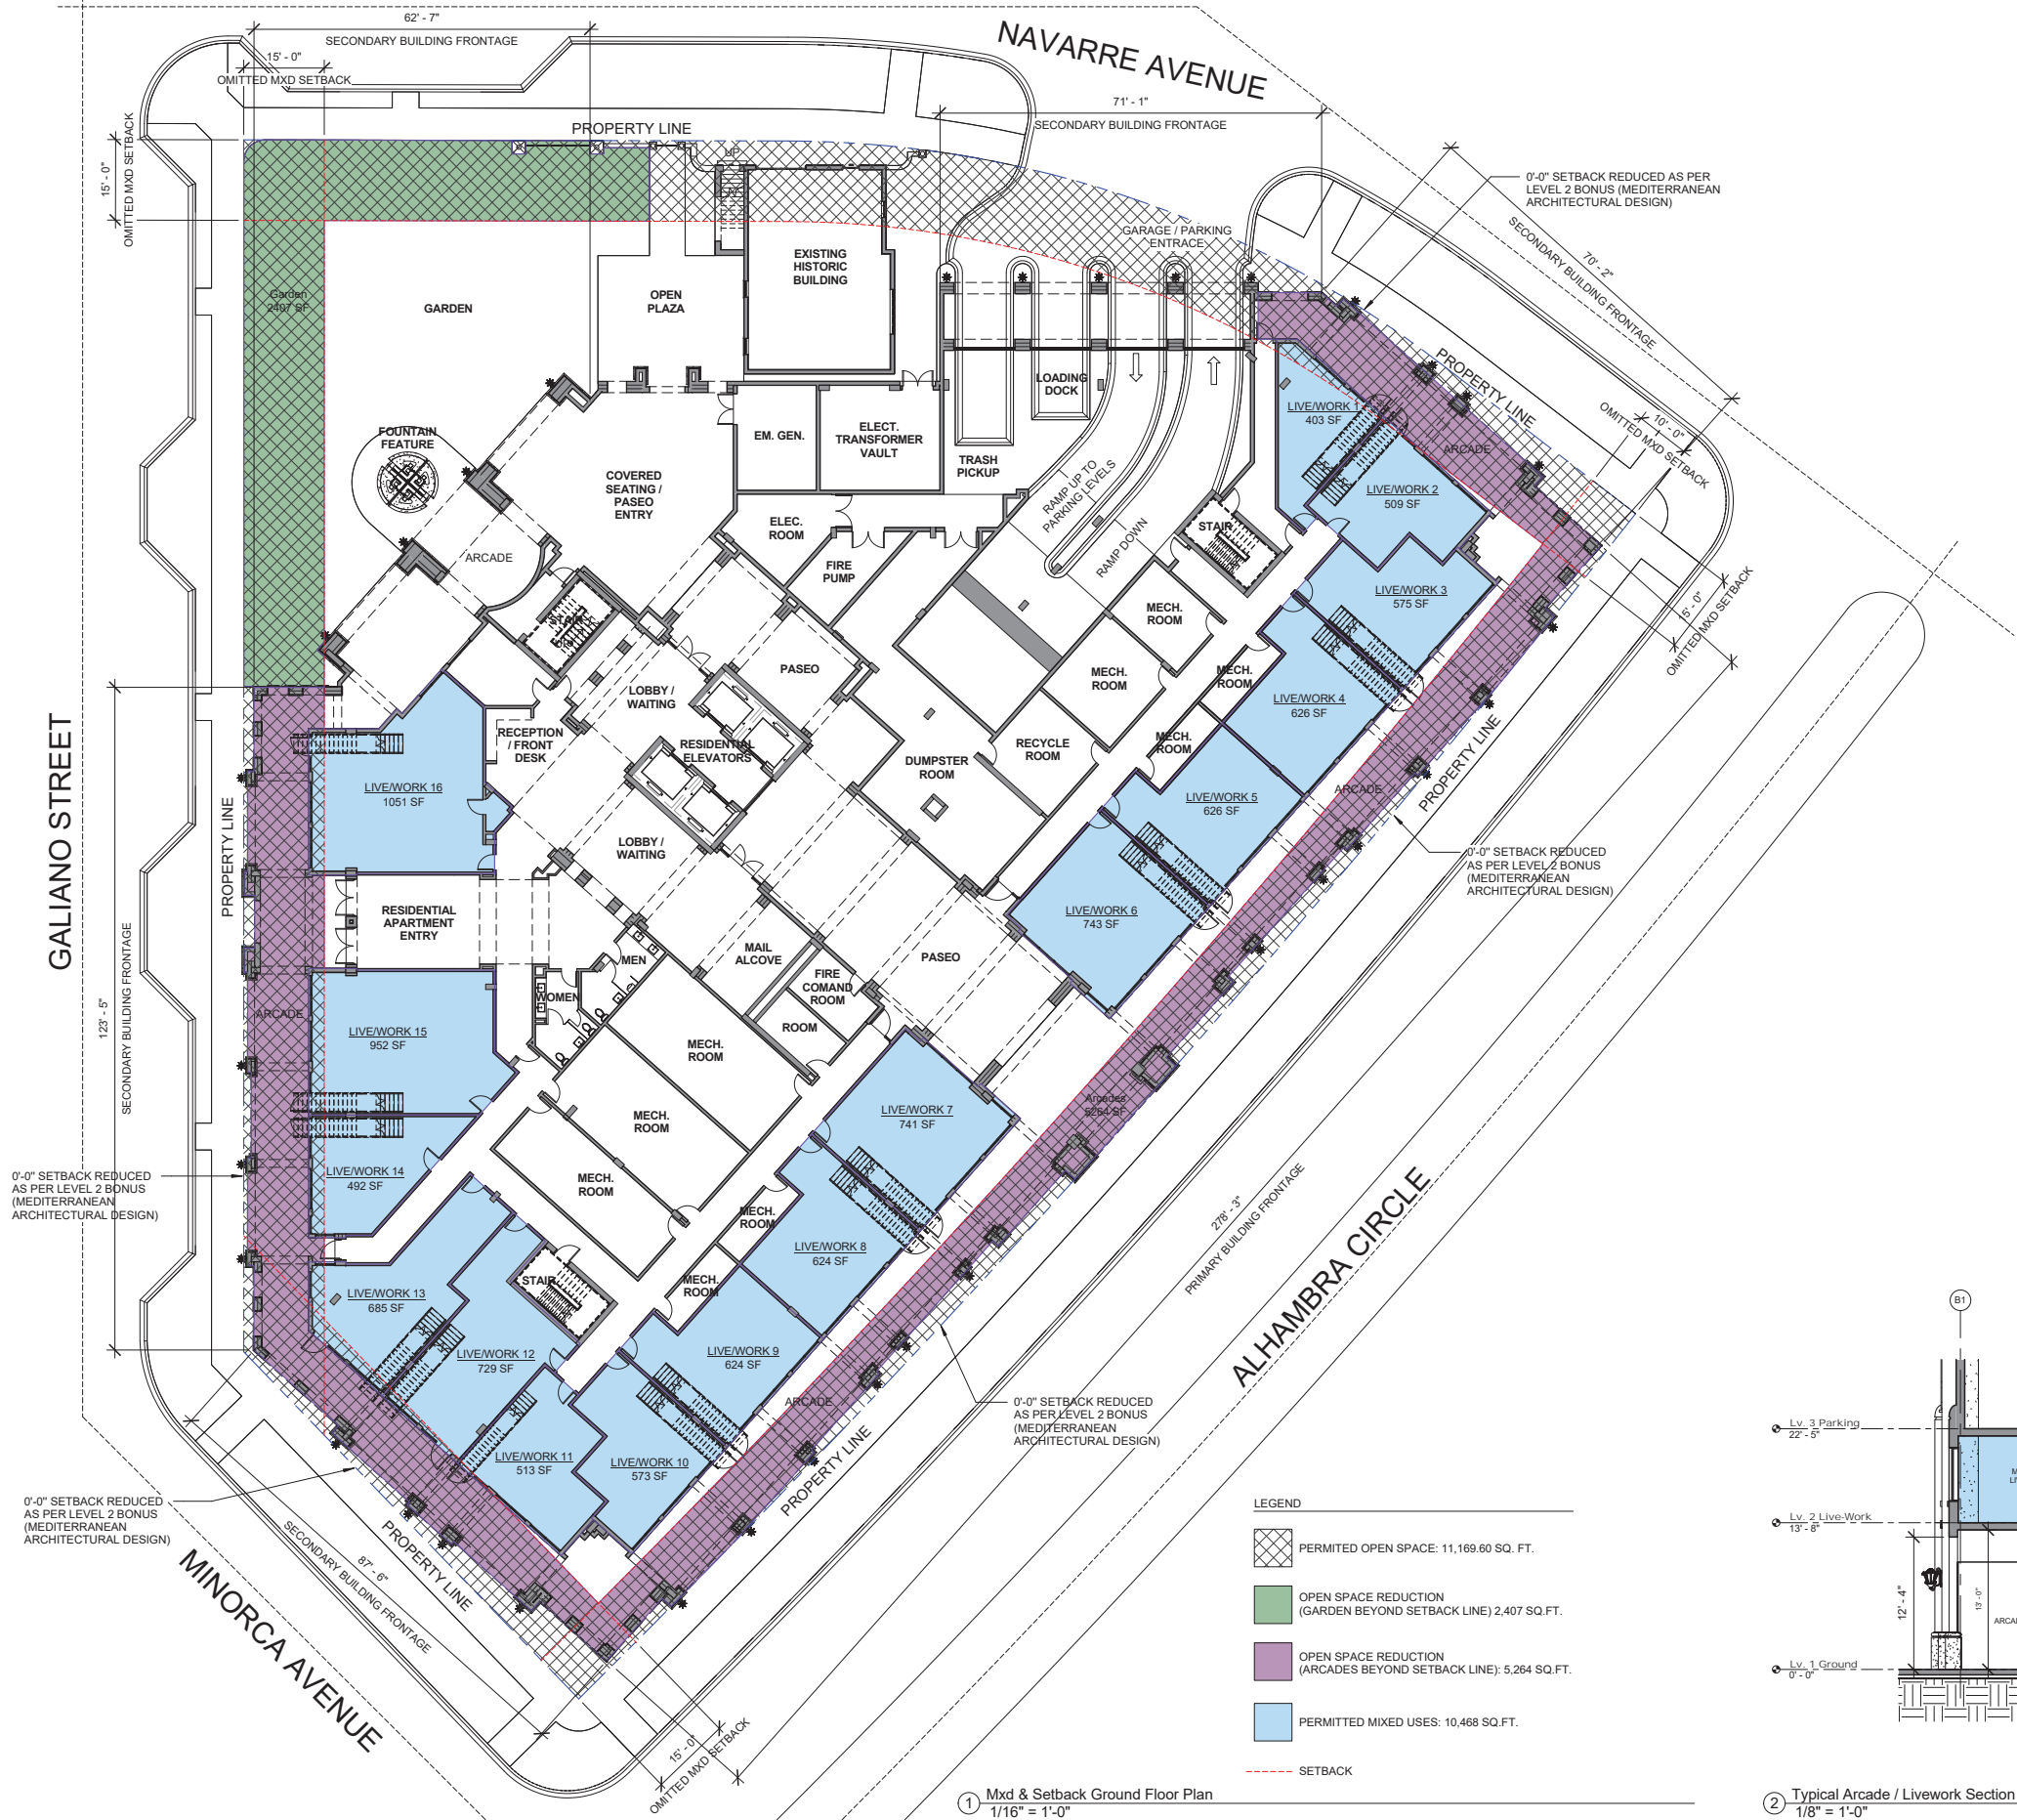 62' - 7"
SECONDARY BUILDING FRONTAGE
15' - 0"
OMITTED MXD SETBACK
NAVARRE AVENUE
71' - 1"
SECONDARY BUILDING FRONTAGE
PROPERTY LINE
15' - 0"
OMITTED MXD SETBACK
UP
0'-0" SETBACK REDUCED AS PER
LEVEL 2 BONUS (MEDITERRANEAN
ARCHITECTURAL DESIGN)
70' - 2"
SECONDARY BUILDING FRONTAGE
GARAGE / PARKING
ENTRACE
EXISTING
HISTORIC
BUILDING
Garden
2407 SF
GARDEN
OPEN
PLAZA
PROPERTY LINE
10' - 0"
OMITTED MXD SETBACK
LOADING
DOCK
LIVE/WORK 1
403 SF
ARCADE
FOUNTAIN
FEATURE
EM. GEN.
ELECT.
TRANSFORMER
VAULT
TRASH
PICKUP
RAMP UP TO
PARKING LEVELS
COVERED
SEATING /
PASEO
ENTRY
LIVE/WORK 2
509 SF
ELEC.
ROOM
STAIR
RAMP DOWN
ARCADE
FIRE
PUMP
LIVE/WORK 3
575 SF
15' - 0"
OMITTED MXD SETBACK
MECH.
ROOM
STAIR
PASEO
MECH.
ROOM
MECH.
ROOM
LIVE/WORK 4
626 SF
LOBBY /
WAITING
GALIANO STREET
RECEPTION
/ FRONT
DESK
RESIDENTIAL
ELEVATORS
RECYCLE
ROOM
MECH.
ROOM
DUMPSTER
ROOM
PROPERTY LINE
LIVE/WORK 16
1051 SF
LIVE/WORK 5
626 SF
ARCADE
PROPERTY LINE
LOBBY /
WAITING
0'-0" SETBACK REDUCED
AS PER LEVEL 2 BONUS
(MEDITERRANEAN
ARCHITECTURAL DESIGN)
RESIDENTIAL
APARTMENT
ENTRY
LIVE/WORK 6
743 SF
MEN
MAIL
ALCOVE
PASEO
FIRE
COMAND
ROOM
123' - 5"
SECONDARY BUILDING FRONTAGE
WOMEN
ARCADE
LIVE/WORK 15
952 SF
ROOM
MECH.
ROOM
Arcades
5264 SF
LIVE/WORK 7
741 SF
MECH.
ROOM
0'-0" SETBACK REDUCED
AS PER LEVEL 2 BONUS
(MEDITERRANEAN
ARCHITECTURAL DESIGN)
LIVE/WORK 14
492 SF
MECH.
ROOM
MECH.
ROOM
278' - 3"
PRIMARY BUILDING FRONTAGE
ALHAMBRA CIRCLE
LIVE/WORK 8
624 SF
STAIR
MECH.
ROOM
LIVE/WORK 13
685 SF
LIVE/WORK 12
729 SF
LIVE/WORK 9
624 SF
ARCADE
0'-0" SETBACK REDUCED
AS PER LEVEL 2 BONUS
(MEDITERRANEAN
ARCHITECTURAL DESIGN)
LIVE/WORK 11
513 SF
LIVE/WORK 10
573 SF
PROPERTY LINE
0'-0" SETBACK REDUCED
AS PER LEVEL 2 BONUS
(MEDITERRANEAN
ARCHITECTURAL DESIGN)
PROPERTY LINE
87' - 6"
SECONDARY BUILDING FRONTAGE
MINORCA AVENUE
15' - 0"
OMITTED MXD SETBACK
LEGEND
PERMITED OPEN SPACE: 11,169.60 SQ. FT.
OPEN SPACE REDUCTION
(GARDEN BEYOND SETBACK LINE) 2,407 SQ.FT.
OPEN SPACE REDUCTION
(ARCADES BEYOND SETBACK LINE): 5,264 SQ.FT.
PERMITTED MIXED USES: 10,468 SQ.FT.
SETBACK
1 Mxd & Setback Ground Floor Plan
1/16" = 1'-0"
B1
Lv. 3 Parking
22' - 5"
Lv. 2 Live-Work
13' - 8"
12' - 4"
13' - 0"
Lv. 1 Ground
0' - 0"
2 Typical Arcade / Livework Section
1/8" = 1'-0"